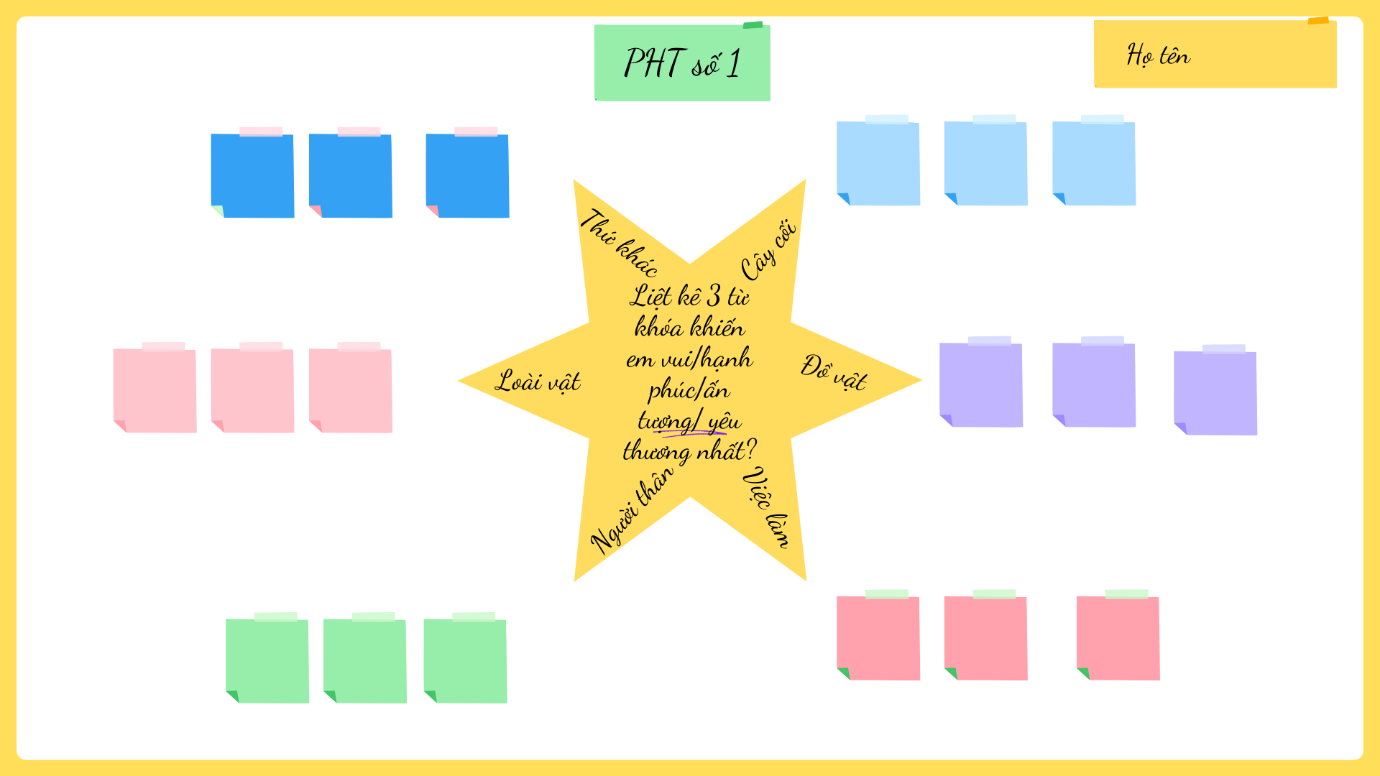 PHT số 1
Họ tên
Thứ khác
Cây cối
Liệt kê 3 từ
khóa khiến
em vui/hạnh
phúc/ấn
tượng/ yêu
thương nhất?
Loài vật
Đồ vật
Người thân
Việc làm